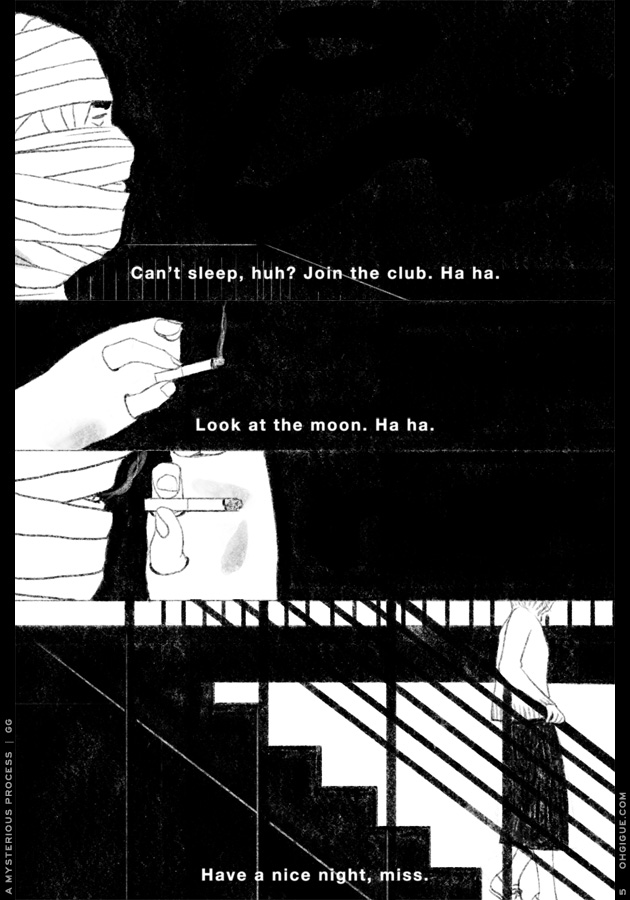 Can't sleep, huh? Join the club. Ha ha.
Look at the moon. Ha ha.
Have a nice night, miss.
A MYSTERIOUS PROCESS | GG
5 OHGIGUE.COM